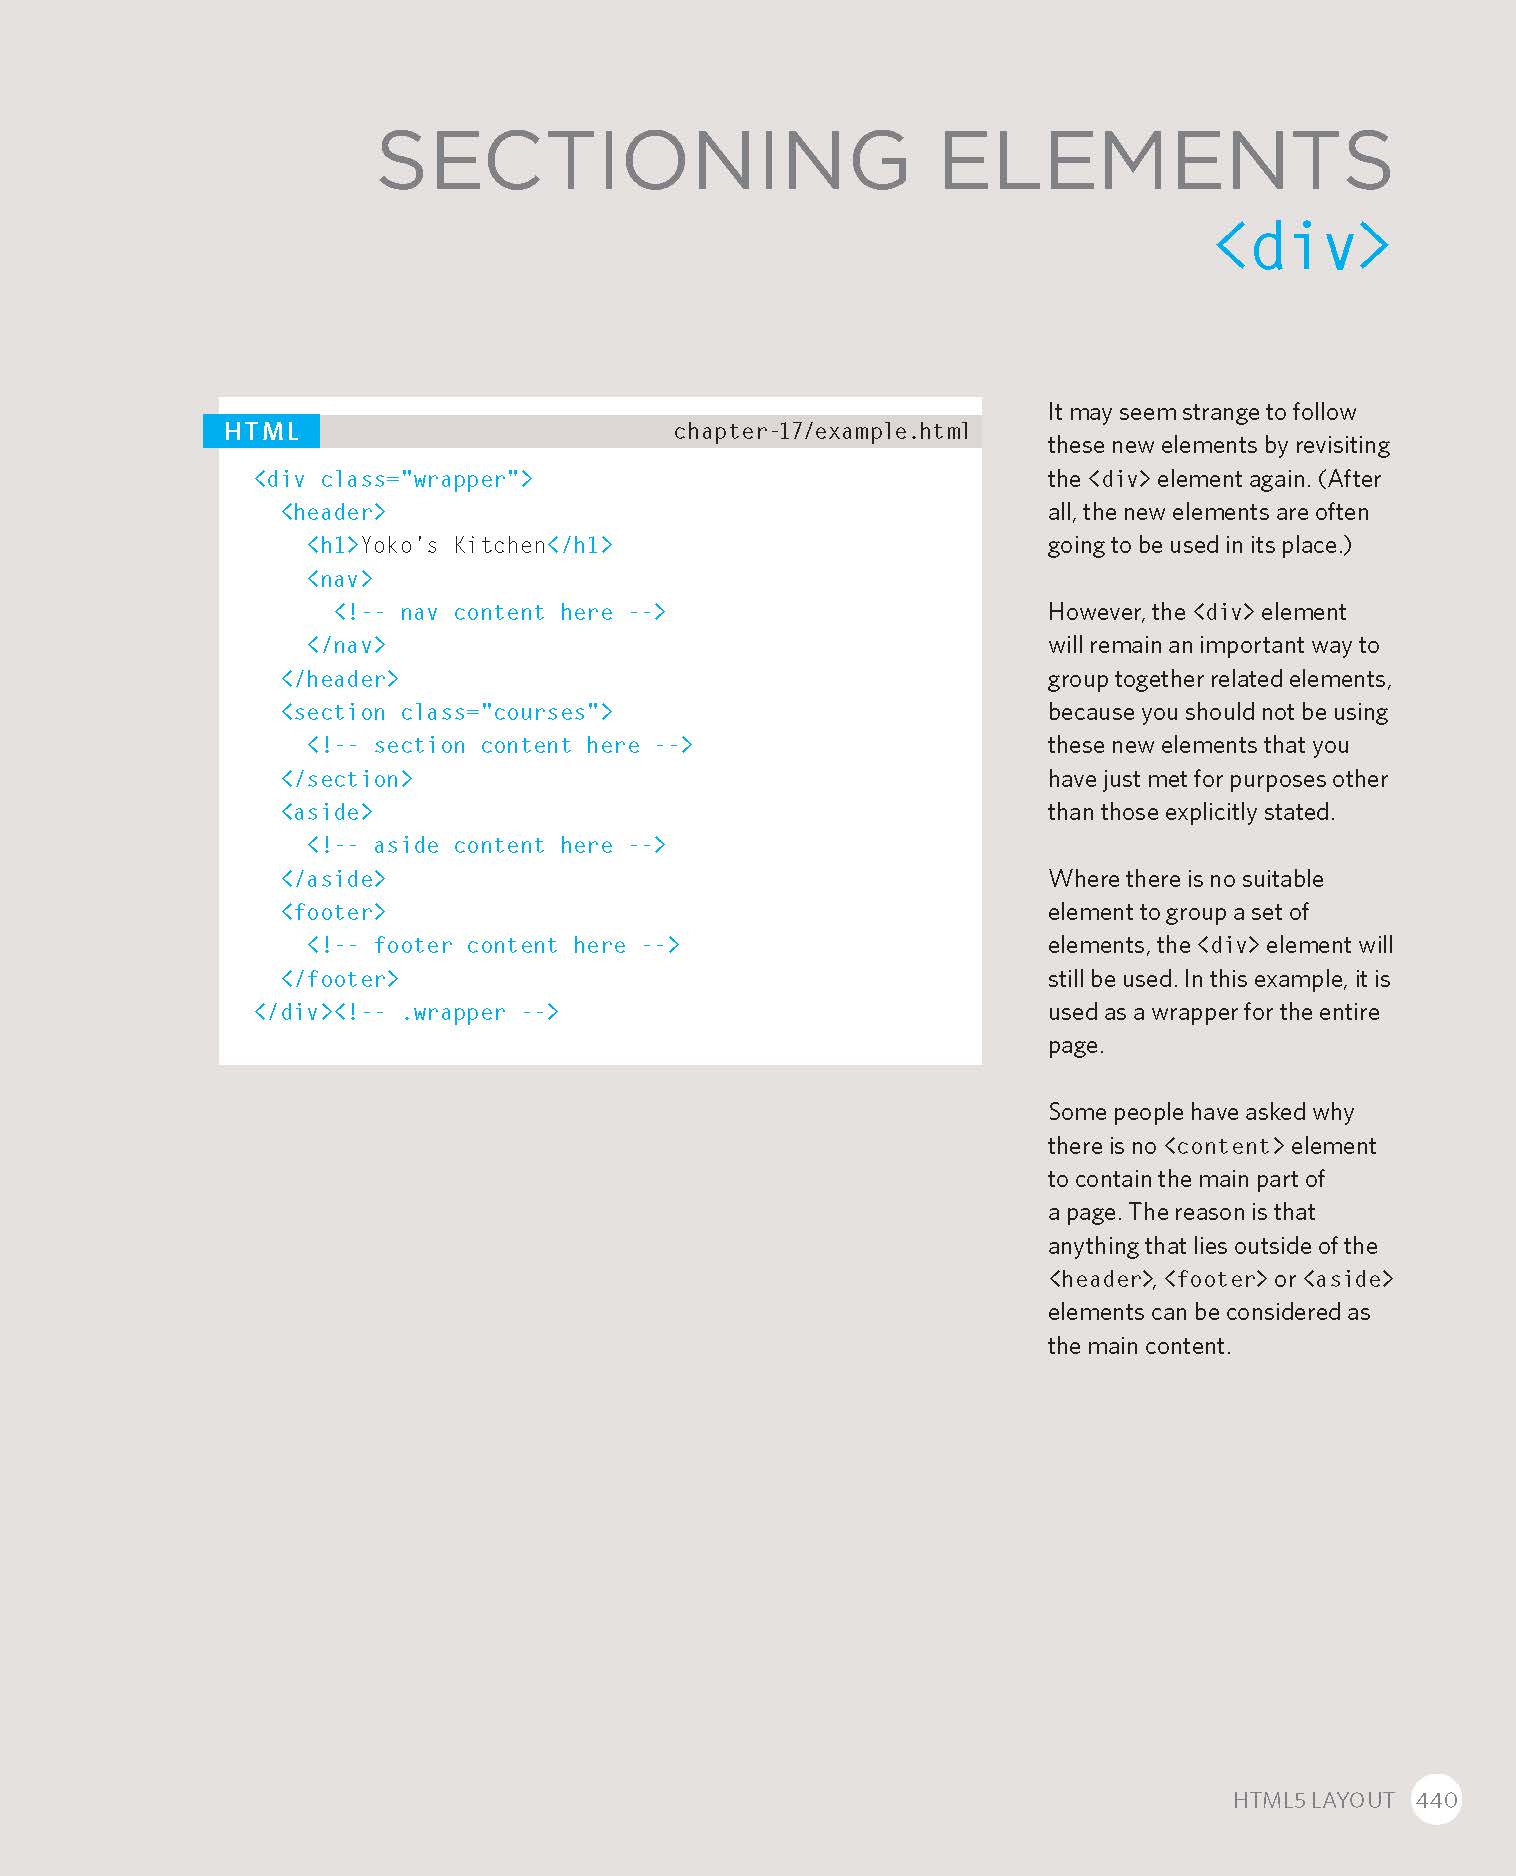 SECTIONING ELEMENTS
<div>
HTML
chapter-17/example.html
<div class="wrapper">
  <header>
    <h1>Yoko's Kitchen</h1>
    <nav>
      <!-- nav content here -->
    </nav>
  </header>
  <section class="courses">
    <!-- section content here -->
  </section>
  <aside>
    <!-- aside content here -->
  </aside>
  <footer>
    <!-- footer content here -->
  </footer>
</div><!-- .wrapper -->
It may seem strange to follow
these new elements by revisiting
the <div> element again. (After
all, the new elements are often
going to be used in its place.)
However, the <div> element
will remain an important way to
group together related elements,
because you should not be using
these new elements that you
have just met for purposes other
than those explicitly stated.
Where there is no suitable
element to group a set of
elements, the <div> element will
still be used. In this example, it is
used as a wrapper for the entire
page.
Some people have asked why
there is no <content> element
to contain the main part of
a page. The reason is that
anything that lies outside of the
<header>, <footer> or <aside>
elements can be considered as
the main content.
HTML5 LAYOUT 440